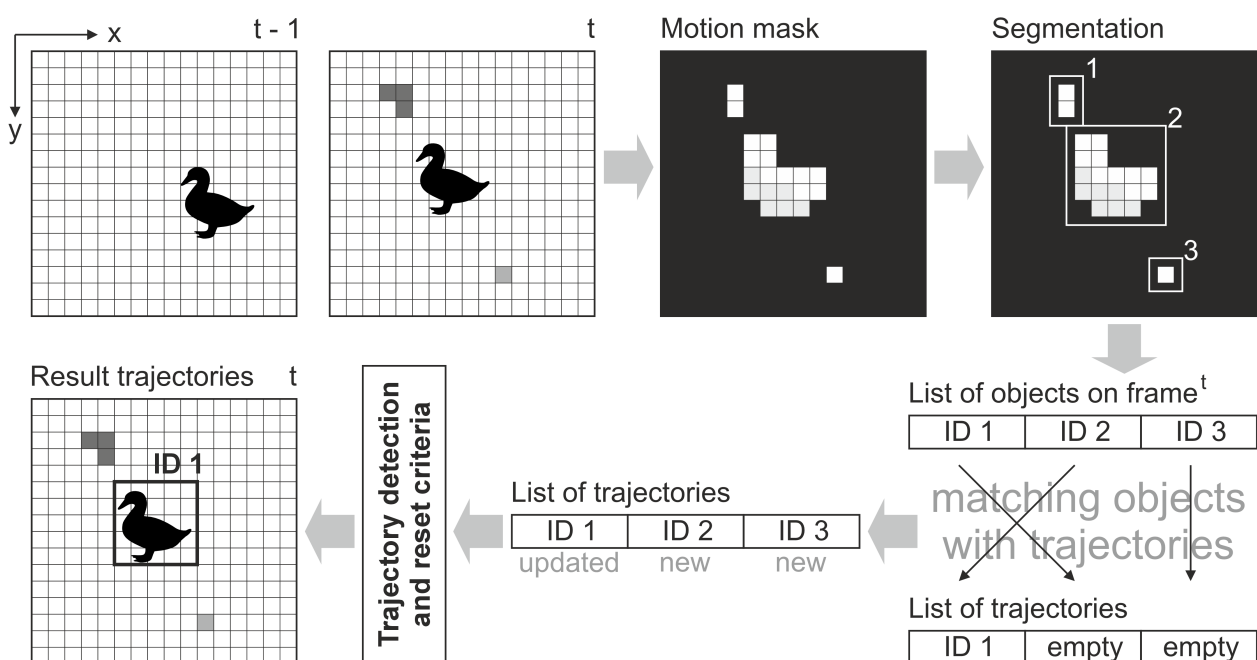 x
t - 1
y
t
Motion mask
Segmentation
1
2
3
List of objects on frame t
ID 1 ID 2 ID 3
matching objects
with trajectories
List of trajectories
ID 1 empty empty
List of trajectories
ID 1 ID 2 ID 3
updated new new
Trajectory detection
and reset criteria
Result trajectories t
ID 1